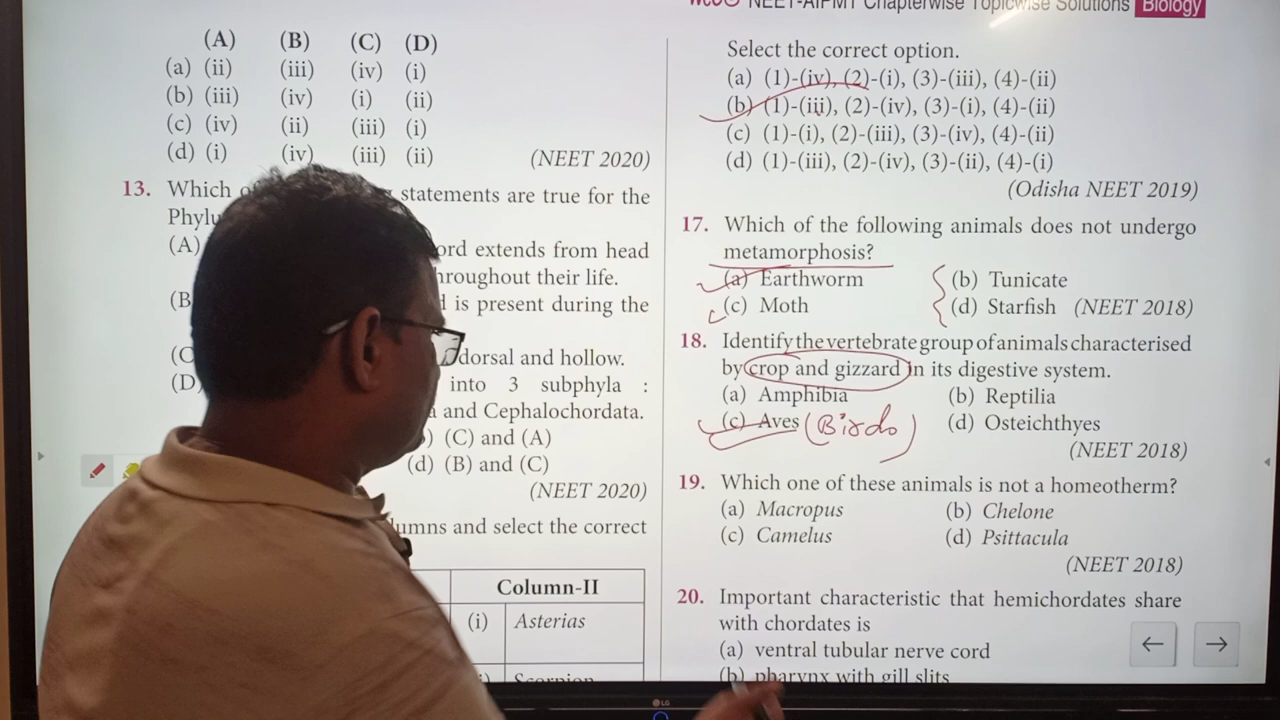 NEET-AIPMT Chapterwise Topicwise Solutions Biology
(A) (B) (C) (D)
(a) (ii) (iii) (iv) (i)
(b) (iii) (iv) (i) (ii)
(c) (iv) (ii) (iii) (i)
(d) (i) (iv) (iii) (ii)
(NEET 2020)
13. Which statements are true for the
(A) extends from head
throughout their life.
is present during the
dorsal and hollow.
(D) into 3 subphyla :
and Cephalochordata.
(C) and (A)
(d) (B) and (C)
(NEET 2020)
and select the correct
Column-II
(i) Asterias
Scorpion
Select the correct option.
(a) (1)-(iv), (2)-(i), (3)-(iii), (4)-(ii)
(b) (1)-(iii), (2)-(iv), (3)-(i), (4)-(ii)
(c) (1)-(i), (2)-(iii), (3)-(iv), (4)-(ii)
(d) (1)-(iii), (2)-(iv), (3)-(ii), (4)-(i)
(Odisha NEET 2019)
17. Which of the following animals does not undergo
metamorphosis?
(a) Earthworm (b) Tunicate
(c) Moth (d) Starfish (NEET 2018)
18. Identify the vertebrate group of animals characterised
by crop and gizzard in its digestive system.
(a) Amphibia (b) Reptilia
(c) Aves (Birds) (d) Osteichthyes
(NEET 2018)
19. Which one of these animals is not a homeotherm?
(a) Macropus (b) Chelone
(c) Camelus (d) Psittacula
(NEET 2018)
20. Important characteristic that hemichordates share
with chordates is
(a) ventral tubular nerve cord
(b) pharynx with gill slits
LG